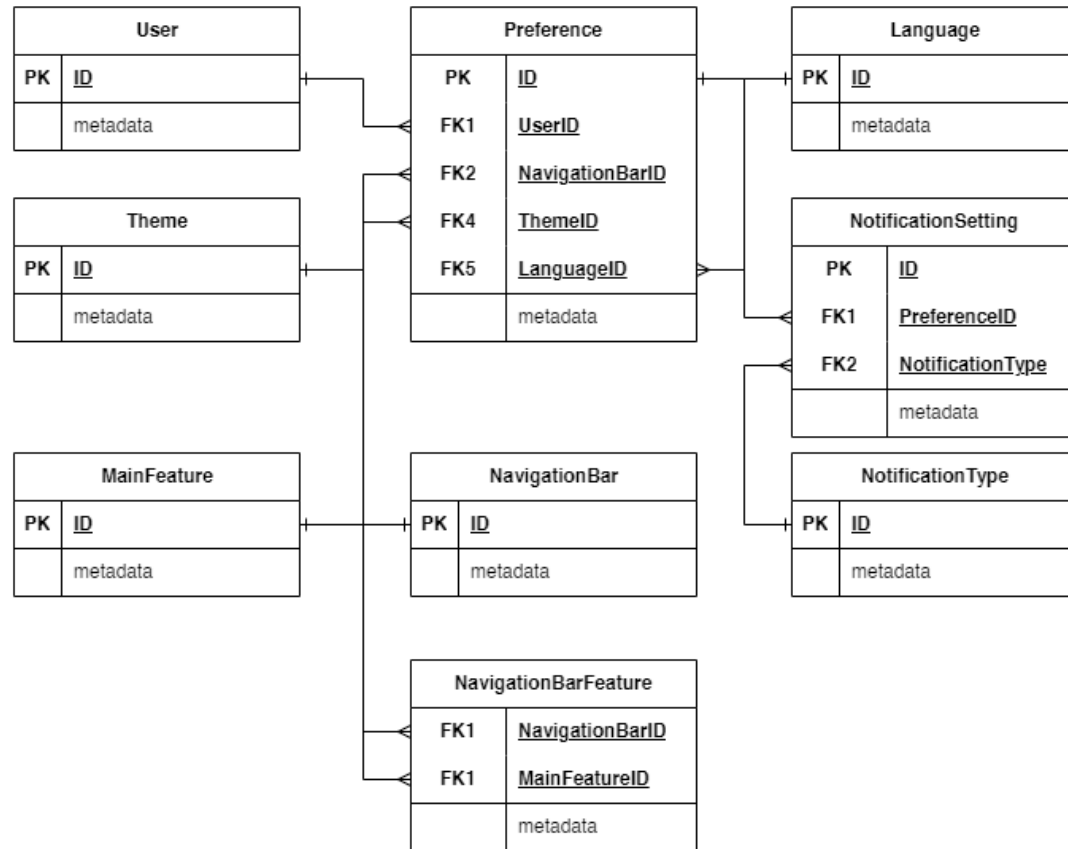 User
PK ID
metadata
Preference
PK ID
FK1 UserID
FK2 NavigationBarID
FK4 ThemeID
FK5 LanguageID
metadata
Language
PK ID
metadata
Theme
PK ID
metadata
NotificationSetting
PK ID
FK1 PreferenceID
FK2 NotificationType
metadata
MainFeature
PK ID
metadata
NavigationBar
PK ID
metadata
NotificationType
PK ID
metadata
NavigationBarFeature
FK1 NavigationBarID
FK1 MainFeatureID
metadata